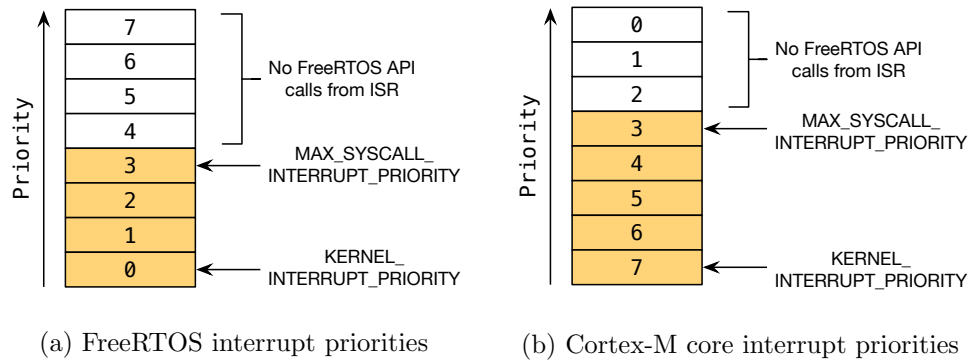 Priority
7
6
5
4
3
2
1
0
No FreeRTOS API
calls from ISR
MAX_SYSCALL_
INTERRUPT_PRIORITY
KERNEL_
INTERRUPT_PRIORITY
(a) FreeRTOS interrupt priorities
Priority
0
1
2
3
4
5
6
7
No FreeRTOS API
calls from ISR
MAX_SYSCALL_
INTERRUPT_PRIORITY
KERNEL_
INTERRUPT_PRIORITY
(b) Cortex-M core interrupt priorities